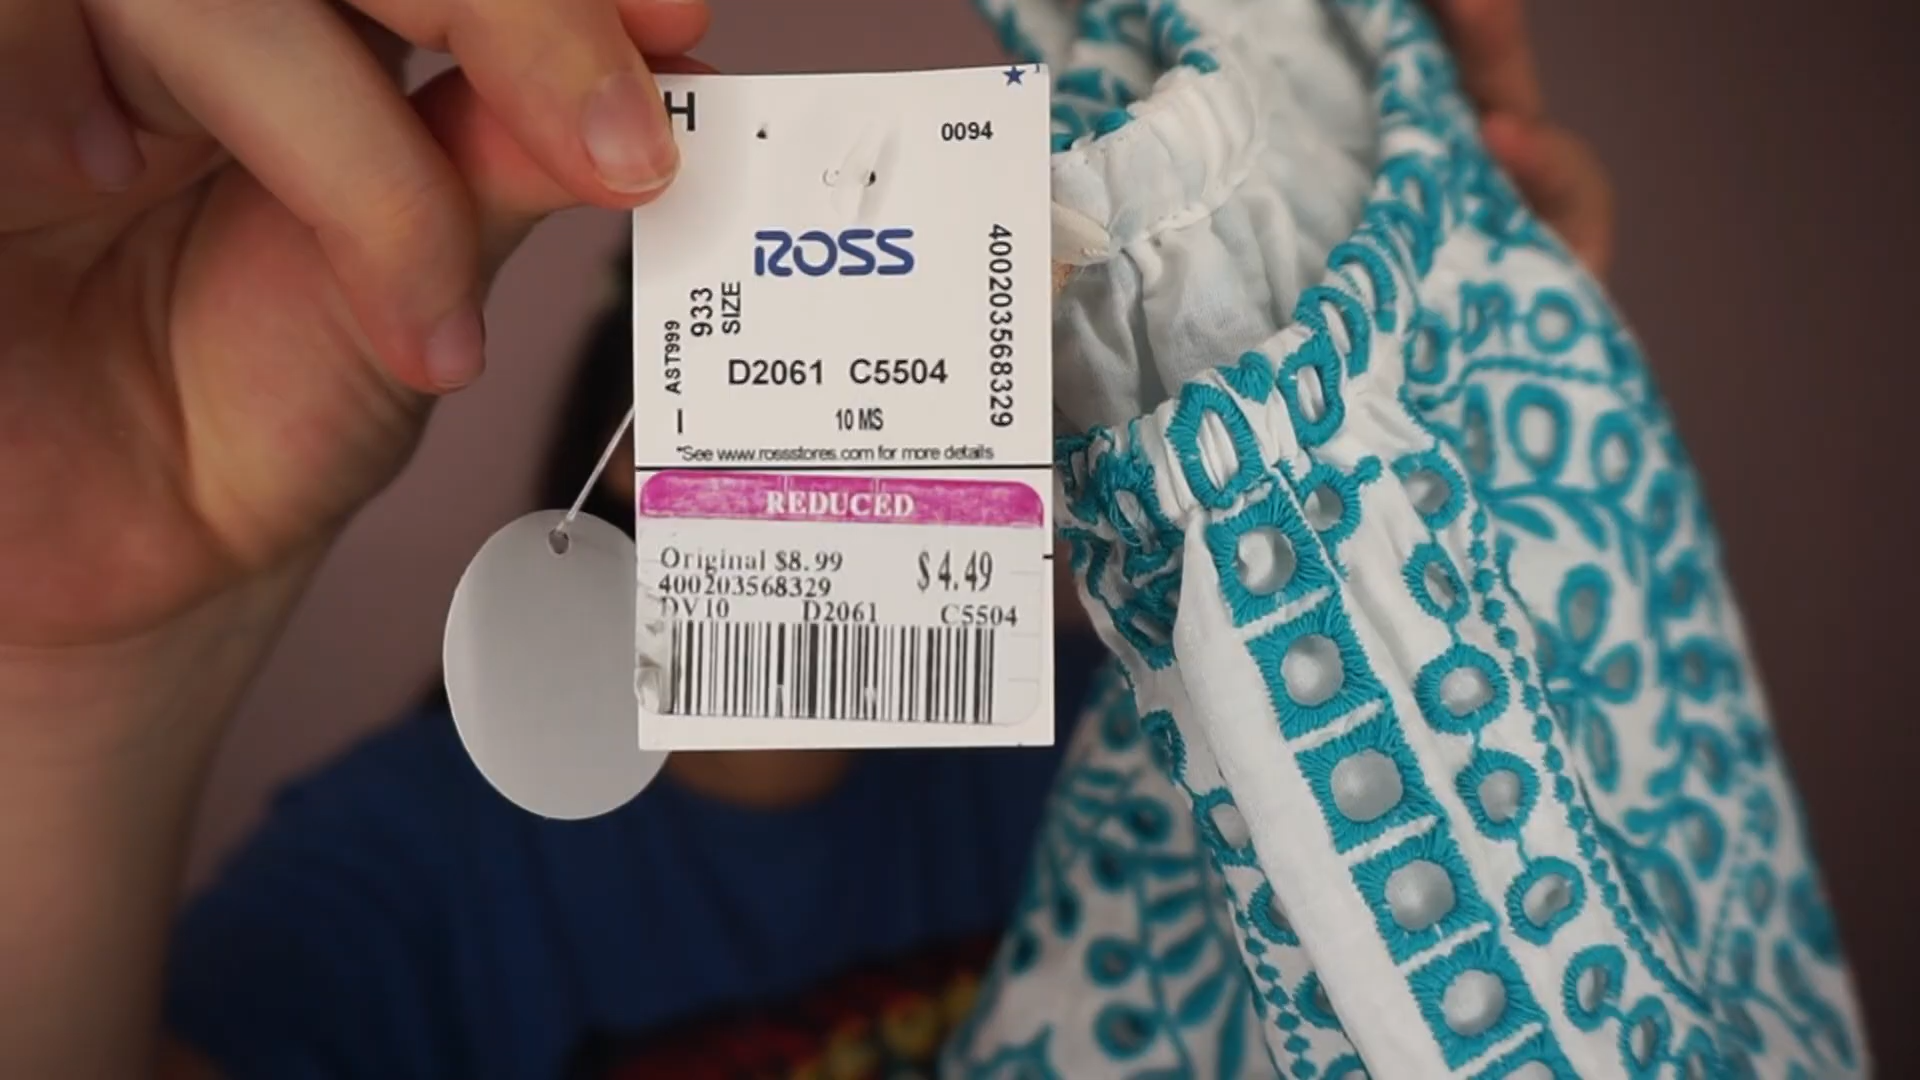 H
0094
ROSS
400203568329
AST999
933
SIZE
D2061 C5504
10 MS
*See www.rossstores.com for more details
REDUCED
Original $8.99
$4.49
400203568329
DV10 D2061 C5504